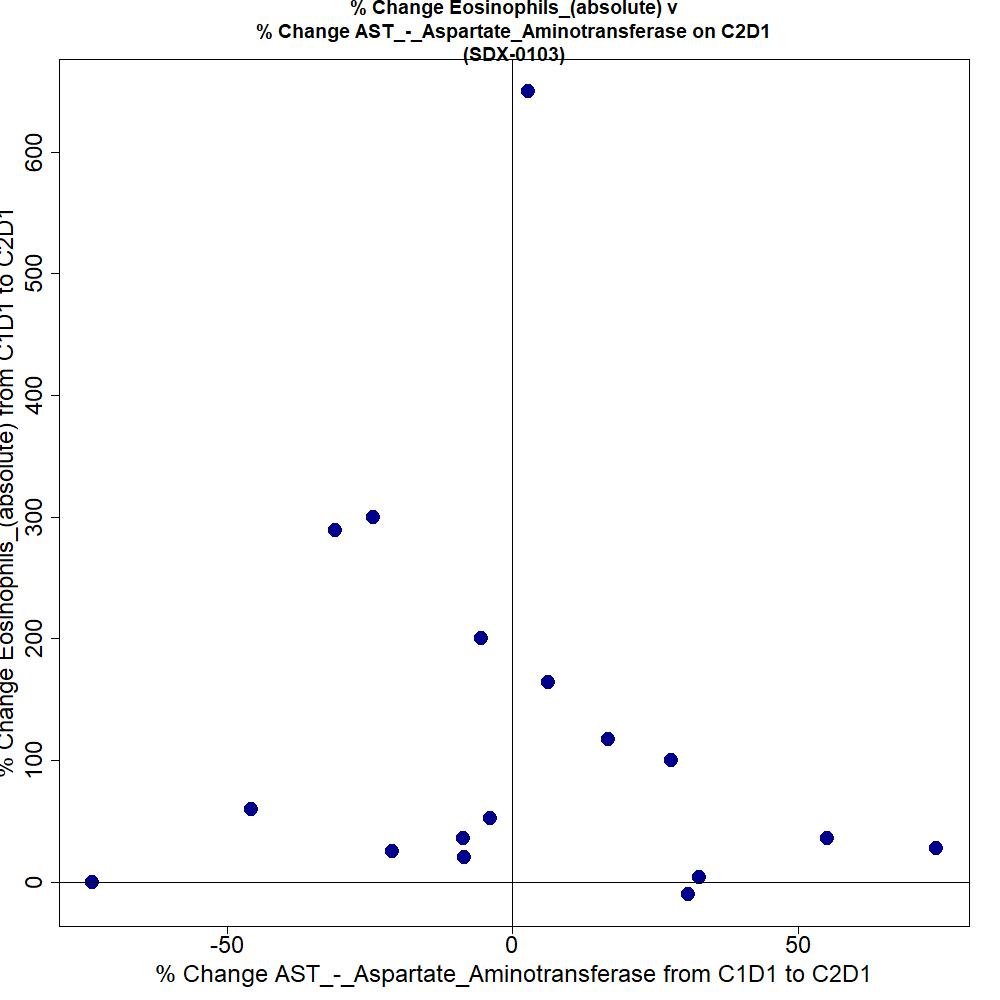 % Change Eosinophils_(absolute) v
% Change AST_-_Aspartate_Aminotransferase on C2D1
(SDX-0103)
% Change Eosinophils_(absolute) from C1D1 to C2D1
600
500
400
300
200
100
0
-50
0
50
% Change AST_-_Aspartate_Aminotransferase from C1D1 to C2D1